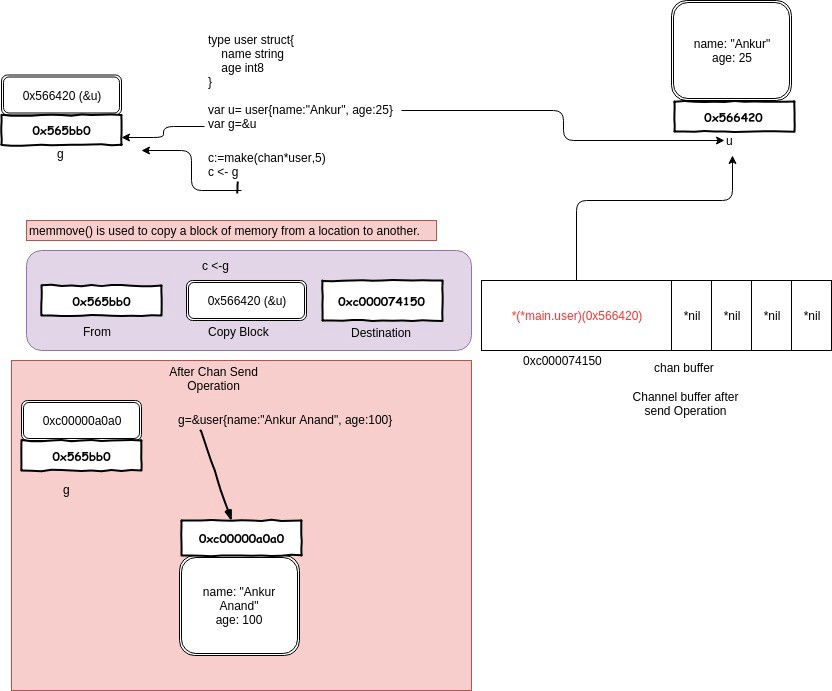 type user struct{
name string
age int8
}
var u= user{name:"Ankur", age:25}
var g=&u
c:=make(chan*user,5)
c <- g
0x566420 (&u)
0x565bb0
g
name: "Ankur"
age: 25
0x566420
u
memmove() is used to copy a block of memory from a location to another.
c <-g
0x565bb0
0x566420 (&u)
0xc000074150
From
Copy Block
Destination
*(*main.user)(0x566420)
*nil
*nil
*nil
*nil
0xc000074150
chan buffer
Channel buffer after
send Operation
After Chan Send
Operation
0xc00000a0a0
0x565bb0
g
g=&user{name:"Ankur Anand", age:100}
0xc00000a0a0
name: "Ankur
Anand"
age: 100